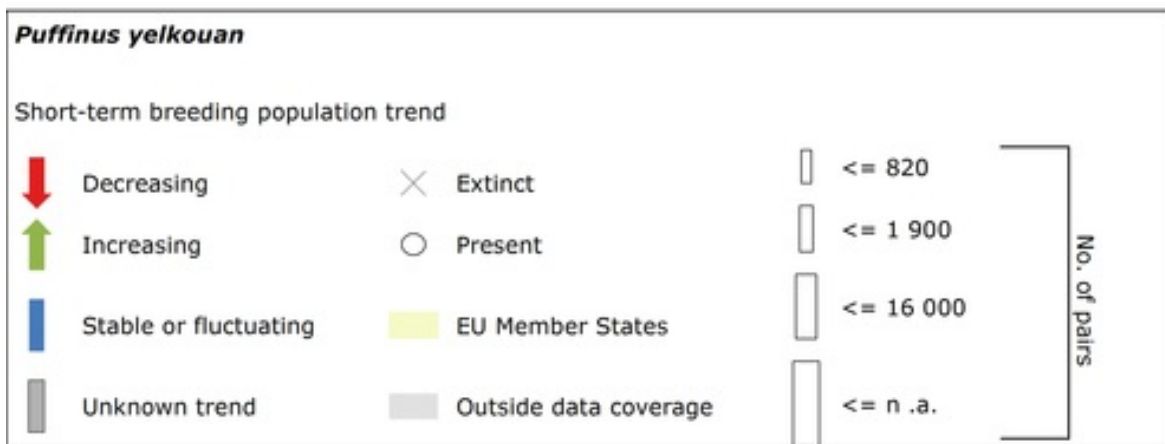 Puffinus yelkouan
Short-term breeding population trend
Decreasing
Extinct
<= 820
Increasing
Present
<= 1 900
Stable or fluctuating
EU Member States
<= 16 000
Unknown trend
Outside data coverage
<= n .a.
No. of pairs